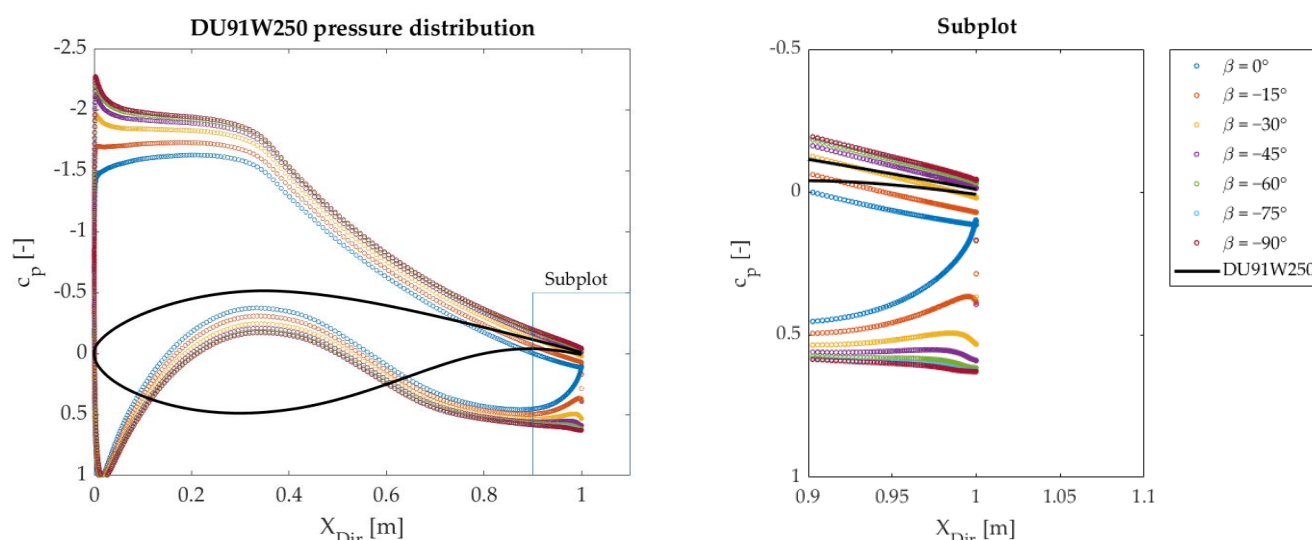 DU91W250 pressure distribution
-2.5
-2
-1.5
-1
-0.5
0
0.5
1
c_p [-]
Subplot
0
0.2
0.4
0.6
0.8
1
X_Dir [m]
Subplot
-0.5
0
0.5
1
c_p [-]
0.9
0.95
1
1.05
1.1
X_Dir [m]
β = 0°
β = −15°
β = −30°
β = −45°
β = −60°
β = −75°
β = −90°
DU91W250